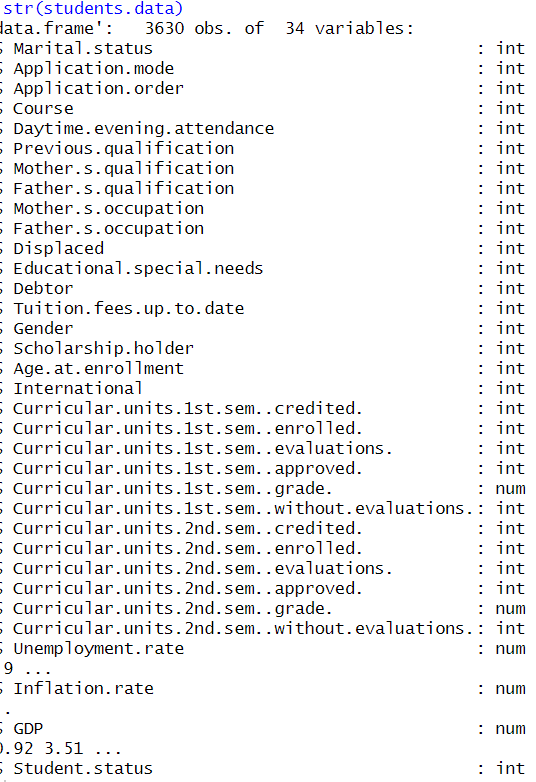 str(students.data)
data.frame': 3630 obs. of 34 variables:
$ Marital.status : int
$ Application.mode : int
$ Application.order : int
$ Course : int
$ Daytime.evening.attendance : int
$ Previous.qualification : int
$ Mother.s.qualification : int
$ Father.s.qualification : int
$ Mother.s.occupation : int
$ Father.s.occupation : int
$ Displaced : int
$ Educational.special.needs : int
$ Debtor : int
$ Tuition.fees.up.to.date : int
$ Gender : int
$ Scholarship.holder : int
$ Age.at.enrollment : int
$ International : int
$ Curricular.units.1st.sem..credited. : int
$ Curricular.units.1st.sem..enrolled. : int
$ Curricular.units.1st.sem..evaluations. : int
$ Curricular.units.1st.sem..approved. : int
$ Curricular.units.1st.sem..grade. : num
$ Curricular.units.1st.sem..without.evaluations.: int
$ Curricular.units.2nd.sem..credited. : int
$ Curricular.units.2nd.sem..enrolled. : int
$ Curricular.units.2nd.sem..evaluations. : int
$ Curricular.units.2nd.sem..approved. : int
$ Curricular.units.2nd.sem..grade. : num
$ Curricular.units.2nd.sem..without.evaluations.: int
$ Unemployment.rate : num
9 ...
$ Inflation.rate : num
.
$ GDP : num
0.92 3.51 ...
$ Student.status : int